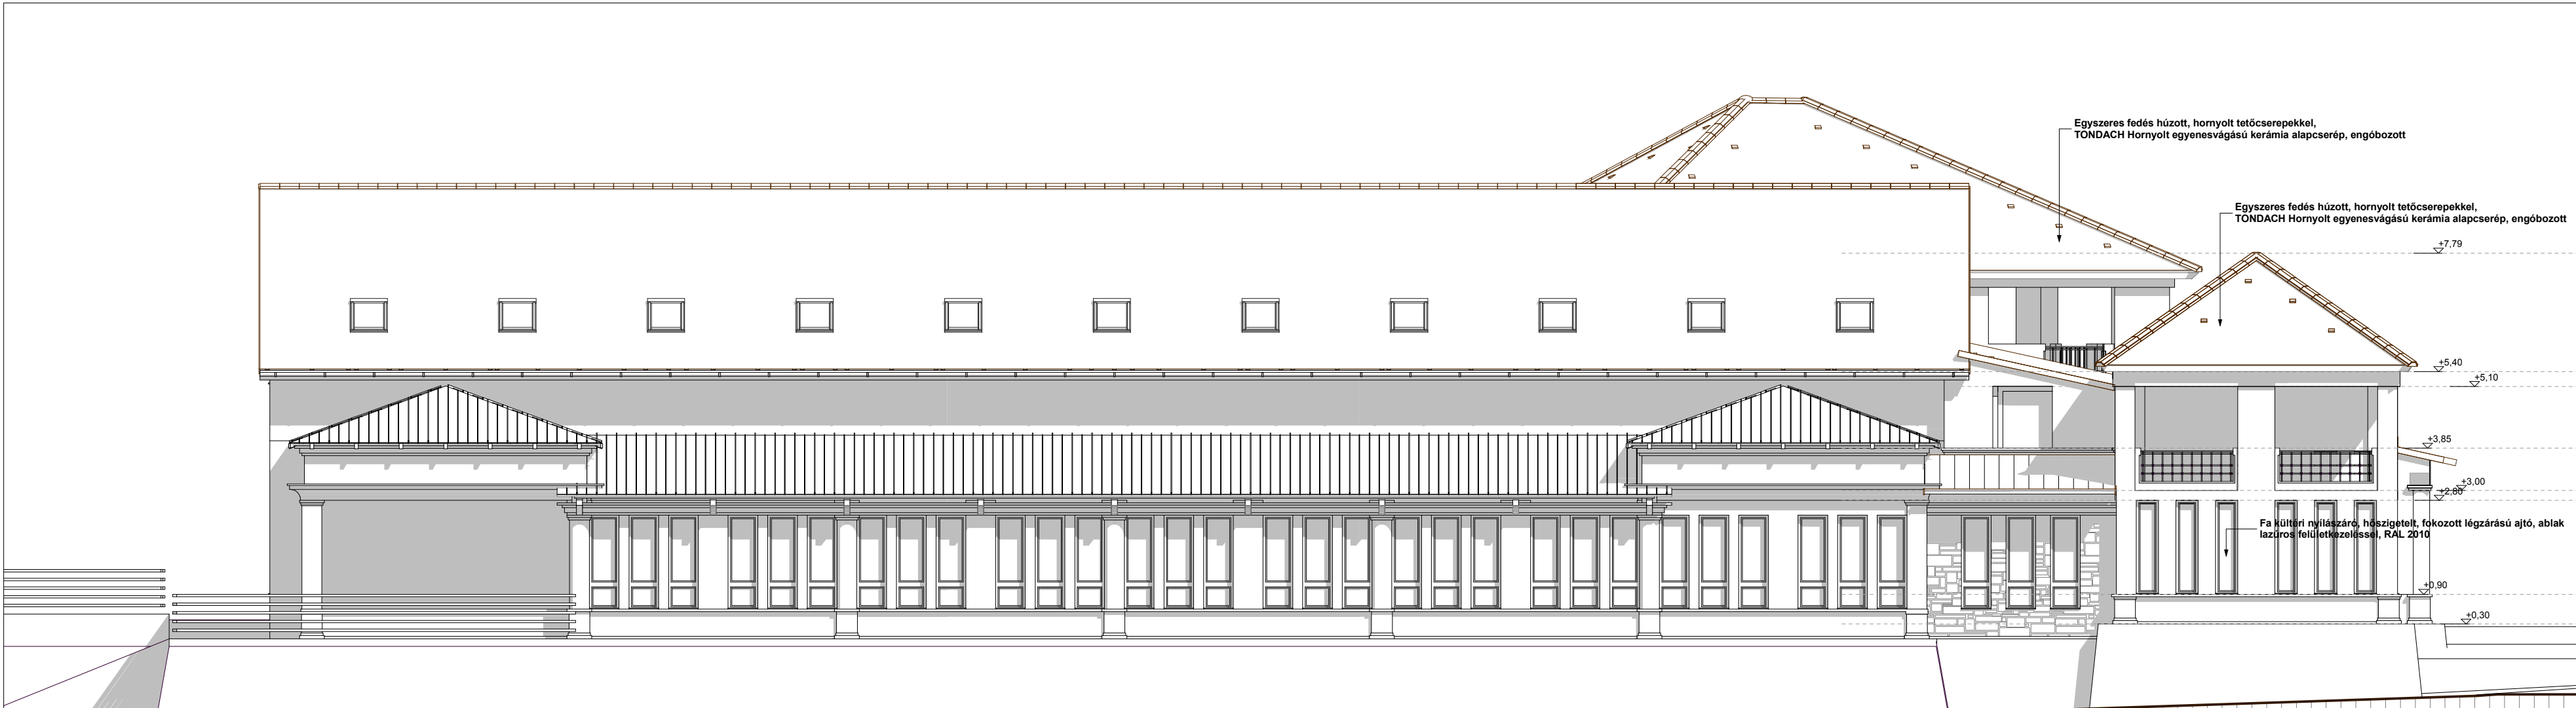 Egyszeres fedés húzott, hornyolt tetőcserepekkel,
TONDACH Hornyolt egyenesvágású kerámia alapcserép, engóbozott
Egyszeres fedés húzott, hornyolt tetőcserepekkel,
TONDACH Hornyolt egyenesvágású kerámia alapcserép, engóbozott
+7,79
+5,40
+5,10
+3,85
+3,00
+2,80
Fa kültéri nyílászáró, hőszigetelt, fokozott légzárású ajtó, ablak
lazúros felületkezeléssel, RAL 2010
+0,90
+0,30